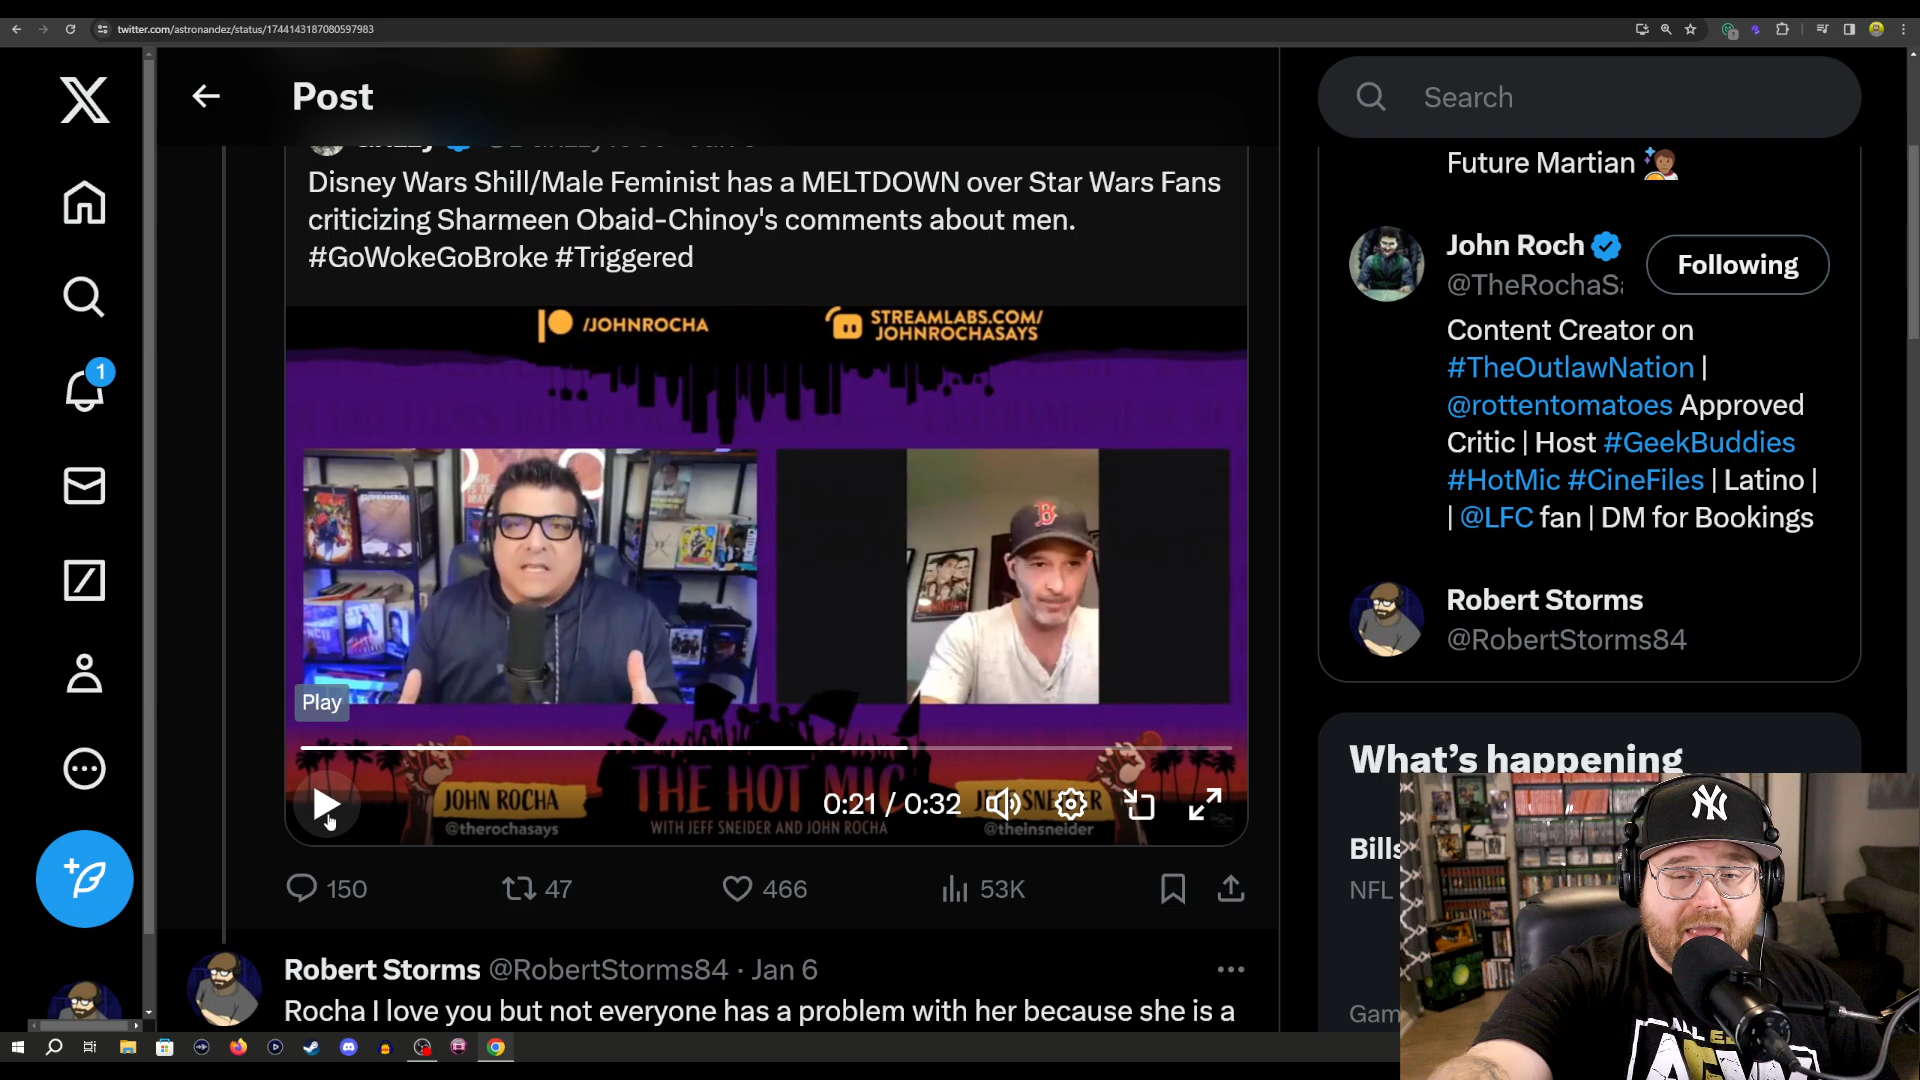 twitter.com/astronandez/status/1744143187080597983
Post
Search
Disney Wars Shill/Male Feminist has a MELTDOWN over Star Wars Fans
criticizing Sharmeen Obaid-Chinoy's comments about men.
#GoWokeGoBroke #Triggered
/JOHNROCHA
STREAMLABS.COM/
JOHNROCHASAYS
Play
JOHN ROCHA
@therochasays
THE HOT MIC
WITH JEFF SNEIDER AND JOHN ROCHA
@theinsneider
0:21 / 0:32
150
47
466
53K
Robert Storms @RobertStorms84 · Jan 6
Rocha I love you but not everyone has a problem with her because she is a
1
Future Martian
John Roch
@TheRochaSa
Following
Content Creator on
#TheOutlawNation |
@rottentomatoes Approved
Critic | Host #GeekBuddies
#HotMic #CineFiles | Latino |
| @LFC fan | DM for Bookings
Robert Storms
@RobertStorms84
What's happening
Bills
NFL
Gam
NY